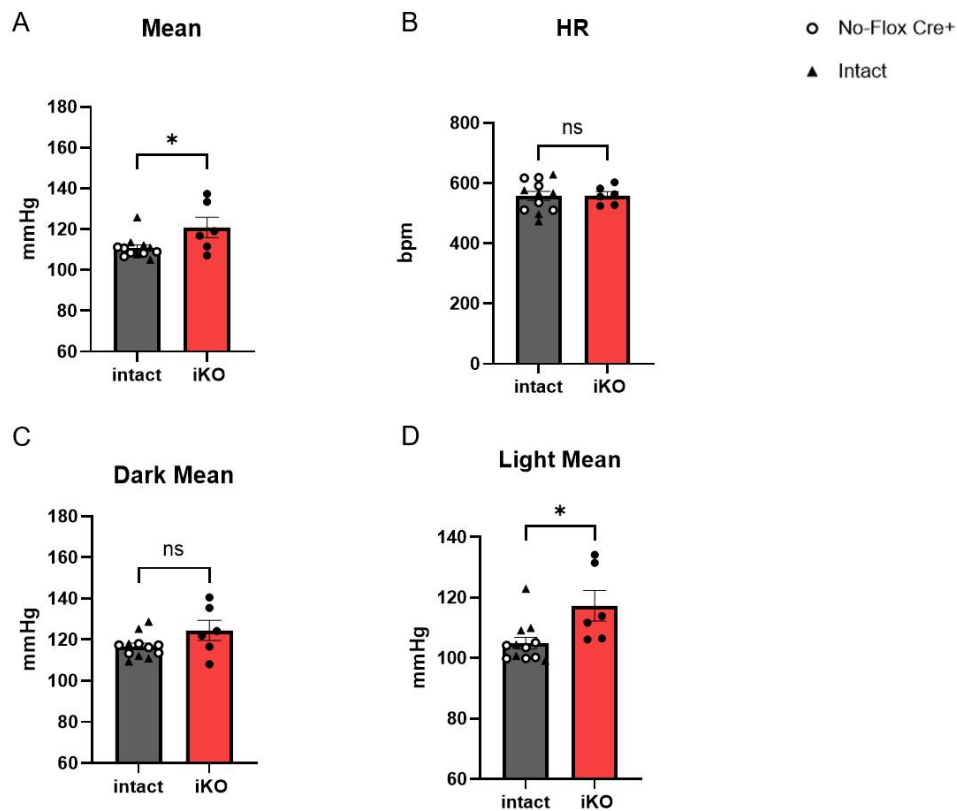 A
Mean
mmHg
180
160
140
120
100
80
60
*
intact
iKO
B
HR
bpm
800
600
400
200
0
ns
intact
iKO
No-Flox Cre+
Intact
C
Dark Mean
mmHg
180
160
140
120
100
80
60
ns
intact
iKO
D
Light Mean
mmHg
140
120
100
80
60
*
intact
iKO